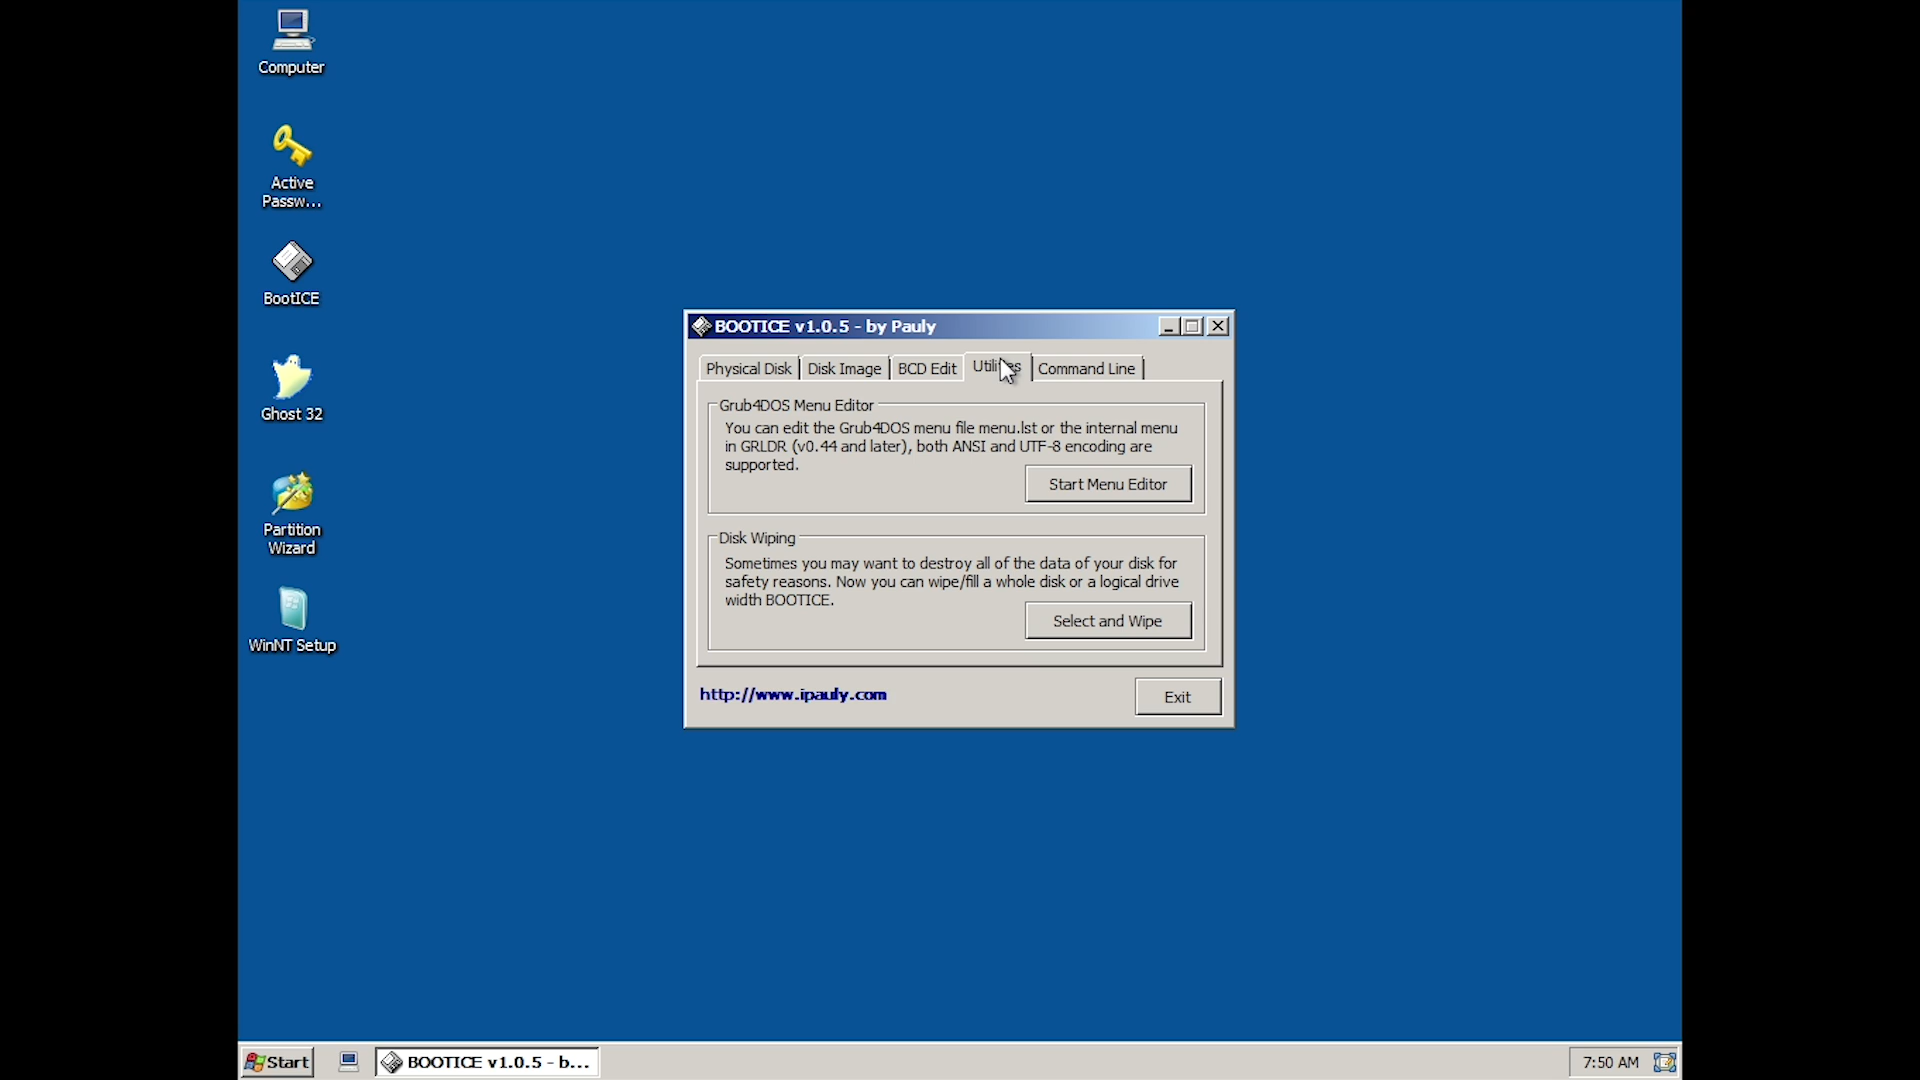 Computer
Active
Passw...
BootICE
Ghost 32
Partition
Wizard
WinNT Setup
BOOTICE v1.0.5 - by Pauly
Physical Disk
Disk Image
BCD Edit
Command Line
Grub4DOS Menu Editor
You can edit the Grub4DOS menu file menu.lst or the internal menu
in GRLDR (v0.44 and later), both ANSI and UTF-8 encoding are
supported.
Start Menu Editor
Disk Wiping
Sometimes you may want to destroy all of the data of your disk for
safety reasons. Now you can wipe/fill a whole disk or a logical drive
width BOOTICE.
Select and Wipe
http://www.ipauly.com
Exit
Start
BOOTICE v1.0.5 - b...
7:50 AM